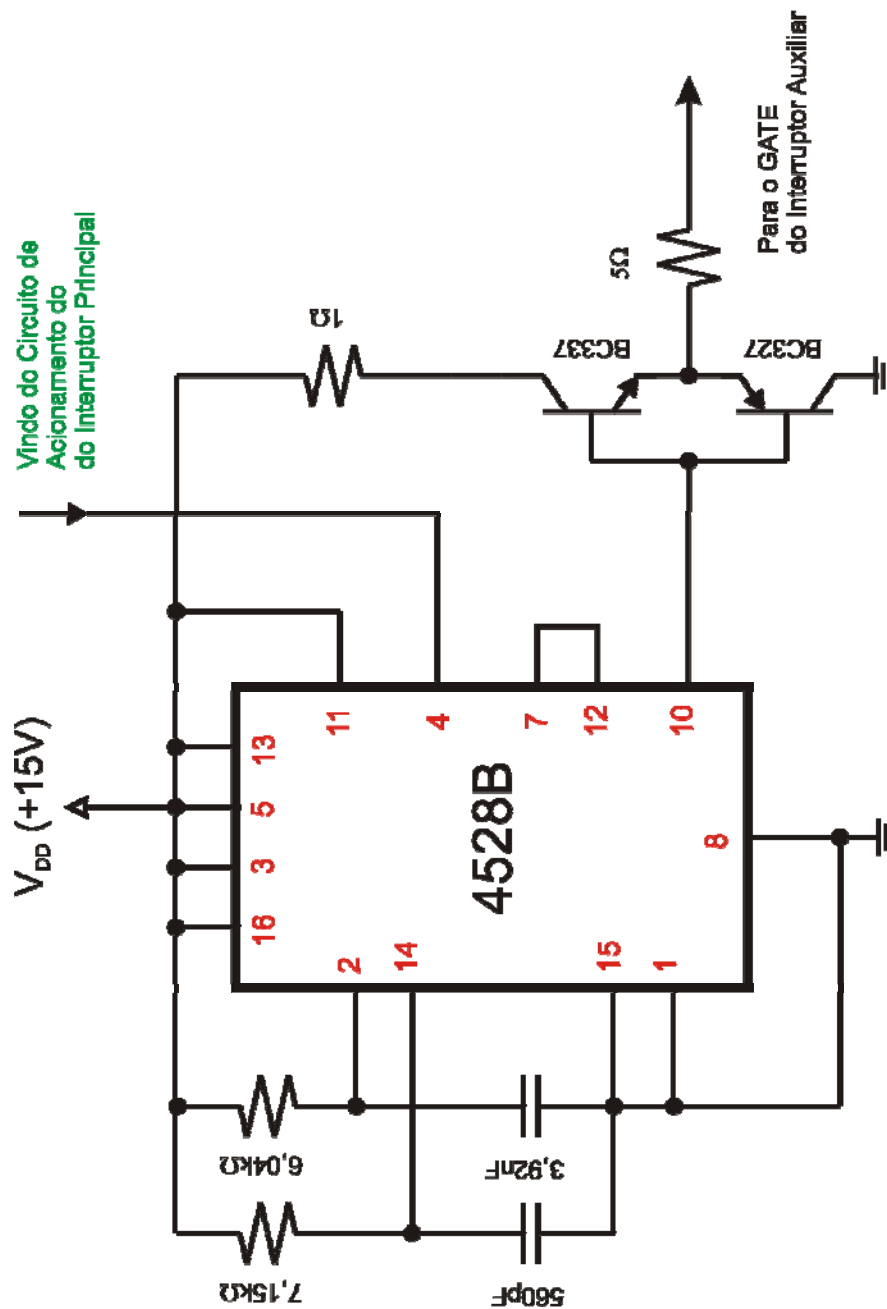 Vindo do Circuito de
Acionamento do
do Interruptor Principal
V_DD (+15V)
1Ω
16
3
5
13
11
4
7
12
10
2
14
15
1
8
4528B
BC337
BC327
5Ω
Para o GATE
do Interruptor Auxiliar
6,04kΩ
7,15kΩ
3,92nF
560pF